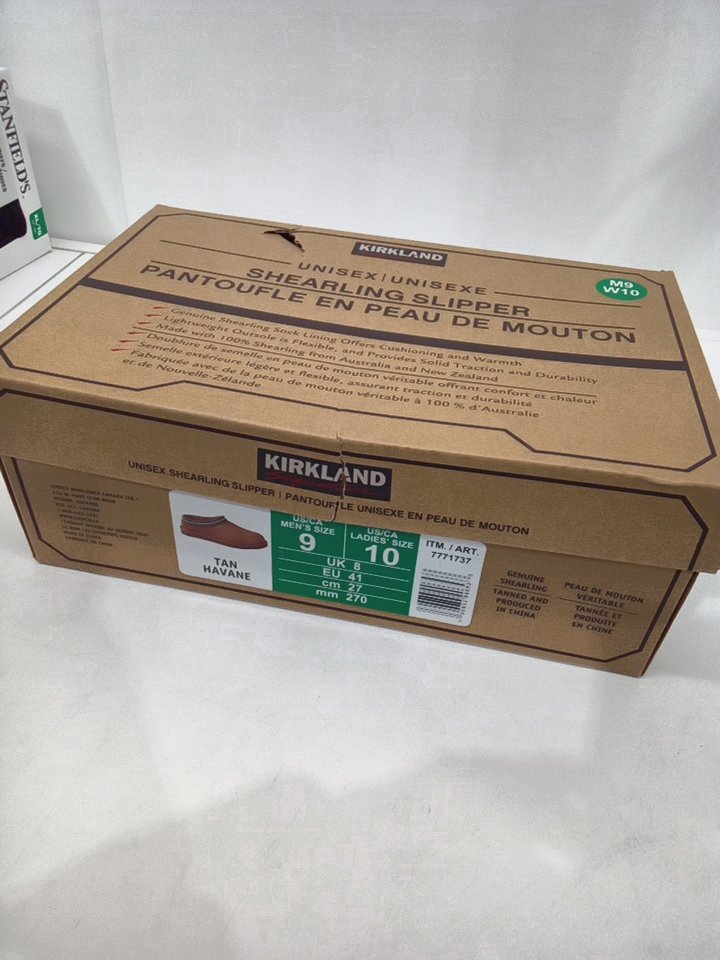 STANFIELD'S.
XL/TG
KIRKLAND
UNISEX | UNISEXE
SHEARLING SLIPPER
PANTOUFLE EN PEAU DE MOUTON
M9
W10
Genuine Shearling Sock Lining Offers Cushioning and Warmth
Lightweight Outsole is Flexible, and Provides Solid Traction and Durability
Made with 100% Shearling from Australia and New Zealand
Doublure de semelle en peau de mouton véritable offrant confort et chaleur
Semelle extérieure légère et flexible, assurant traction et durabilité
Fabriquée avec de la peau de mouton véritable à 100 % d'Australie
et de Nouvelle-Zélande
KIRKLAND
UNISEX SHEARLING SLIPPER | PANTOUFLE UNISEXE EN PEAU DE MOUTON
TAN
HAVANE
US/CA
MEN'S SIZE
9
US/CA
LADIES' SIZE
10
UK 8
EU 41
cm 27
mm 270
ITM. / ART.
7771737
GENUINE
SHEARLING
TANNED AND
PRODUCED
IN CHINA
PEAU DE MOUTON
VÉRITABLE
TANNÉE ET
PRODUITE
EN CHINE